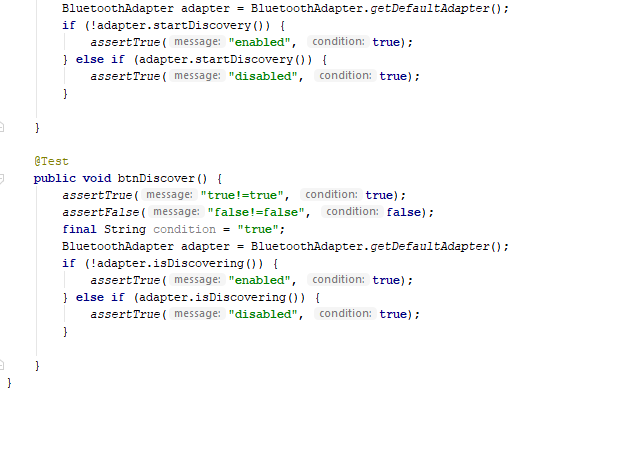 BluetoothAdapter adapter = BluetoothAdapter.getDefaultAdapter();
if (!adapter.startDiscovery()) {
assertTrue( message: "enabled", condition: true);
} else if (adapter.startDiscovery()) {
assertTrue( message: "disabled", condition: true);
}
}
@Test
public void btnDiscover() {
assertTrue( message: "true!=true", condition: true);
assertFalse( message: "false!=false", condition: false);
final String condition = "true";
BluetoothAdapter adapter = BluetoothAdapter.getDefaultAdapter();
if (!adapter.isDiscovering()) {
assertTrue( message: "enabled", condition: true);
} else if (adapter.isDiscovering()) {
assertTrue( message: "disabled", condition: true);
}
}
}